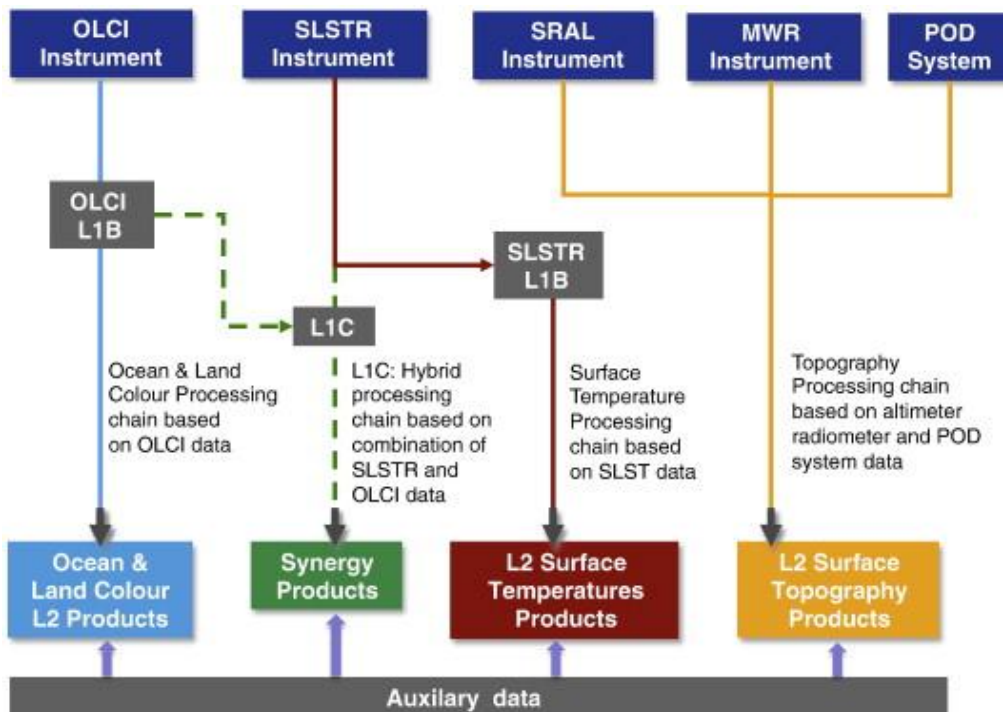 OLCI
Instrument
SLSTR
Instrument
SRAL
Instrument
MWR
Instrument
POD
System
OLCI
L1B
SLSTR
L1B
L1C
Ocean & Land
Colour Processing
chain based
on OLCI data
L1C: Hybrid
processing
chain based on
combination of
SLSTR and
OLCI data
Surface
Temperature
Processing
chain based
on SLST data
Topography
Processing chain
based on altimeter
radiometer and POD
system data
Ocean &
Land Colour
L2 Products
Synergy
Products
L2 Surface
Temperatures
Products
L2 Surface
Topography
Products
Auxilary data